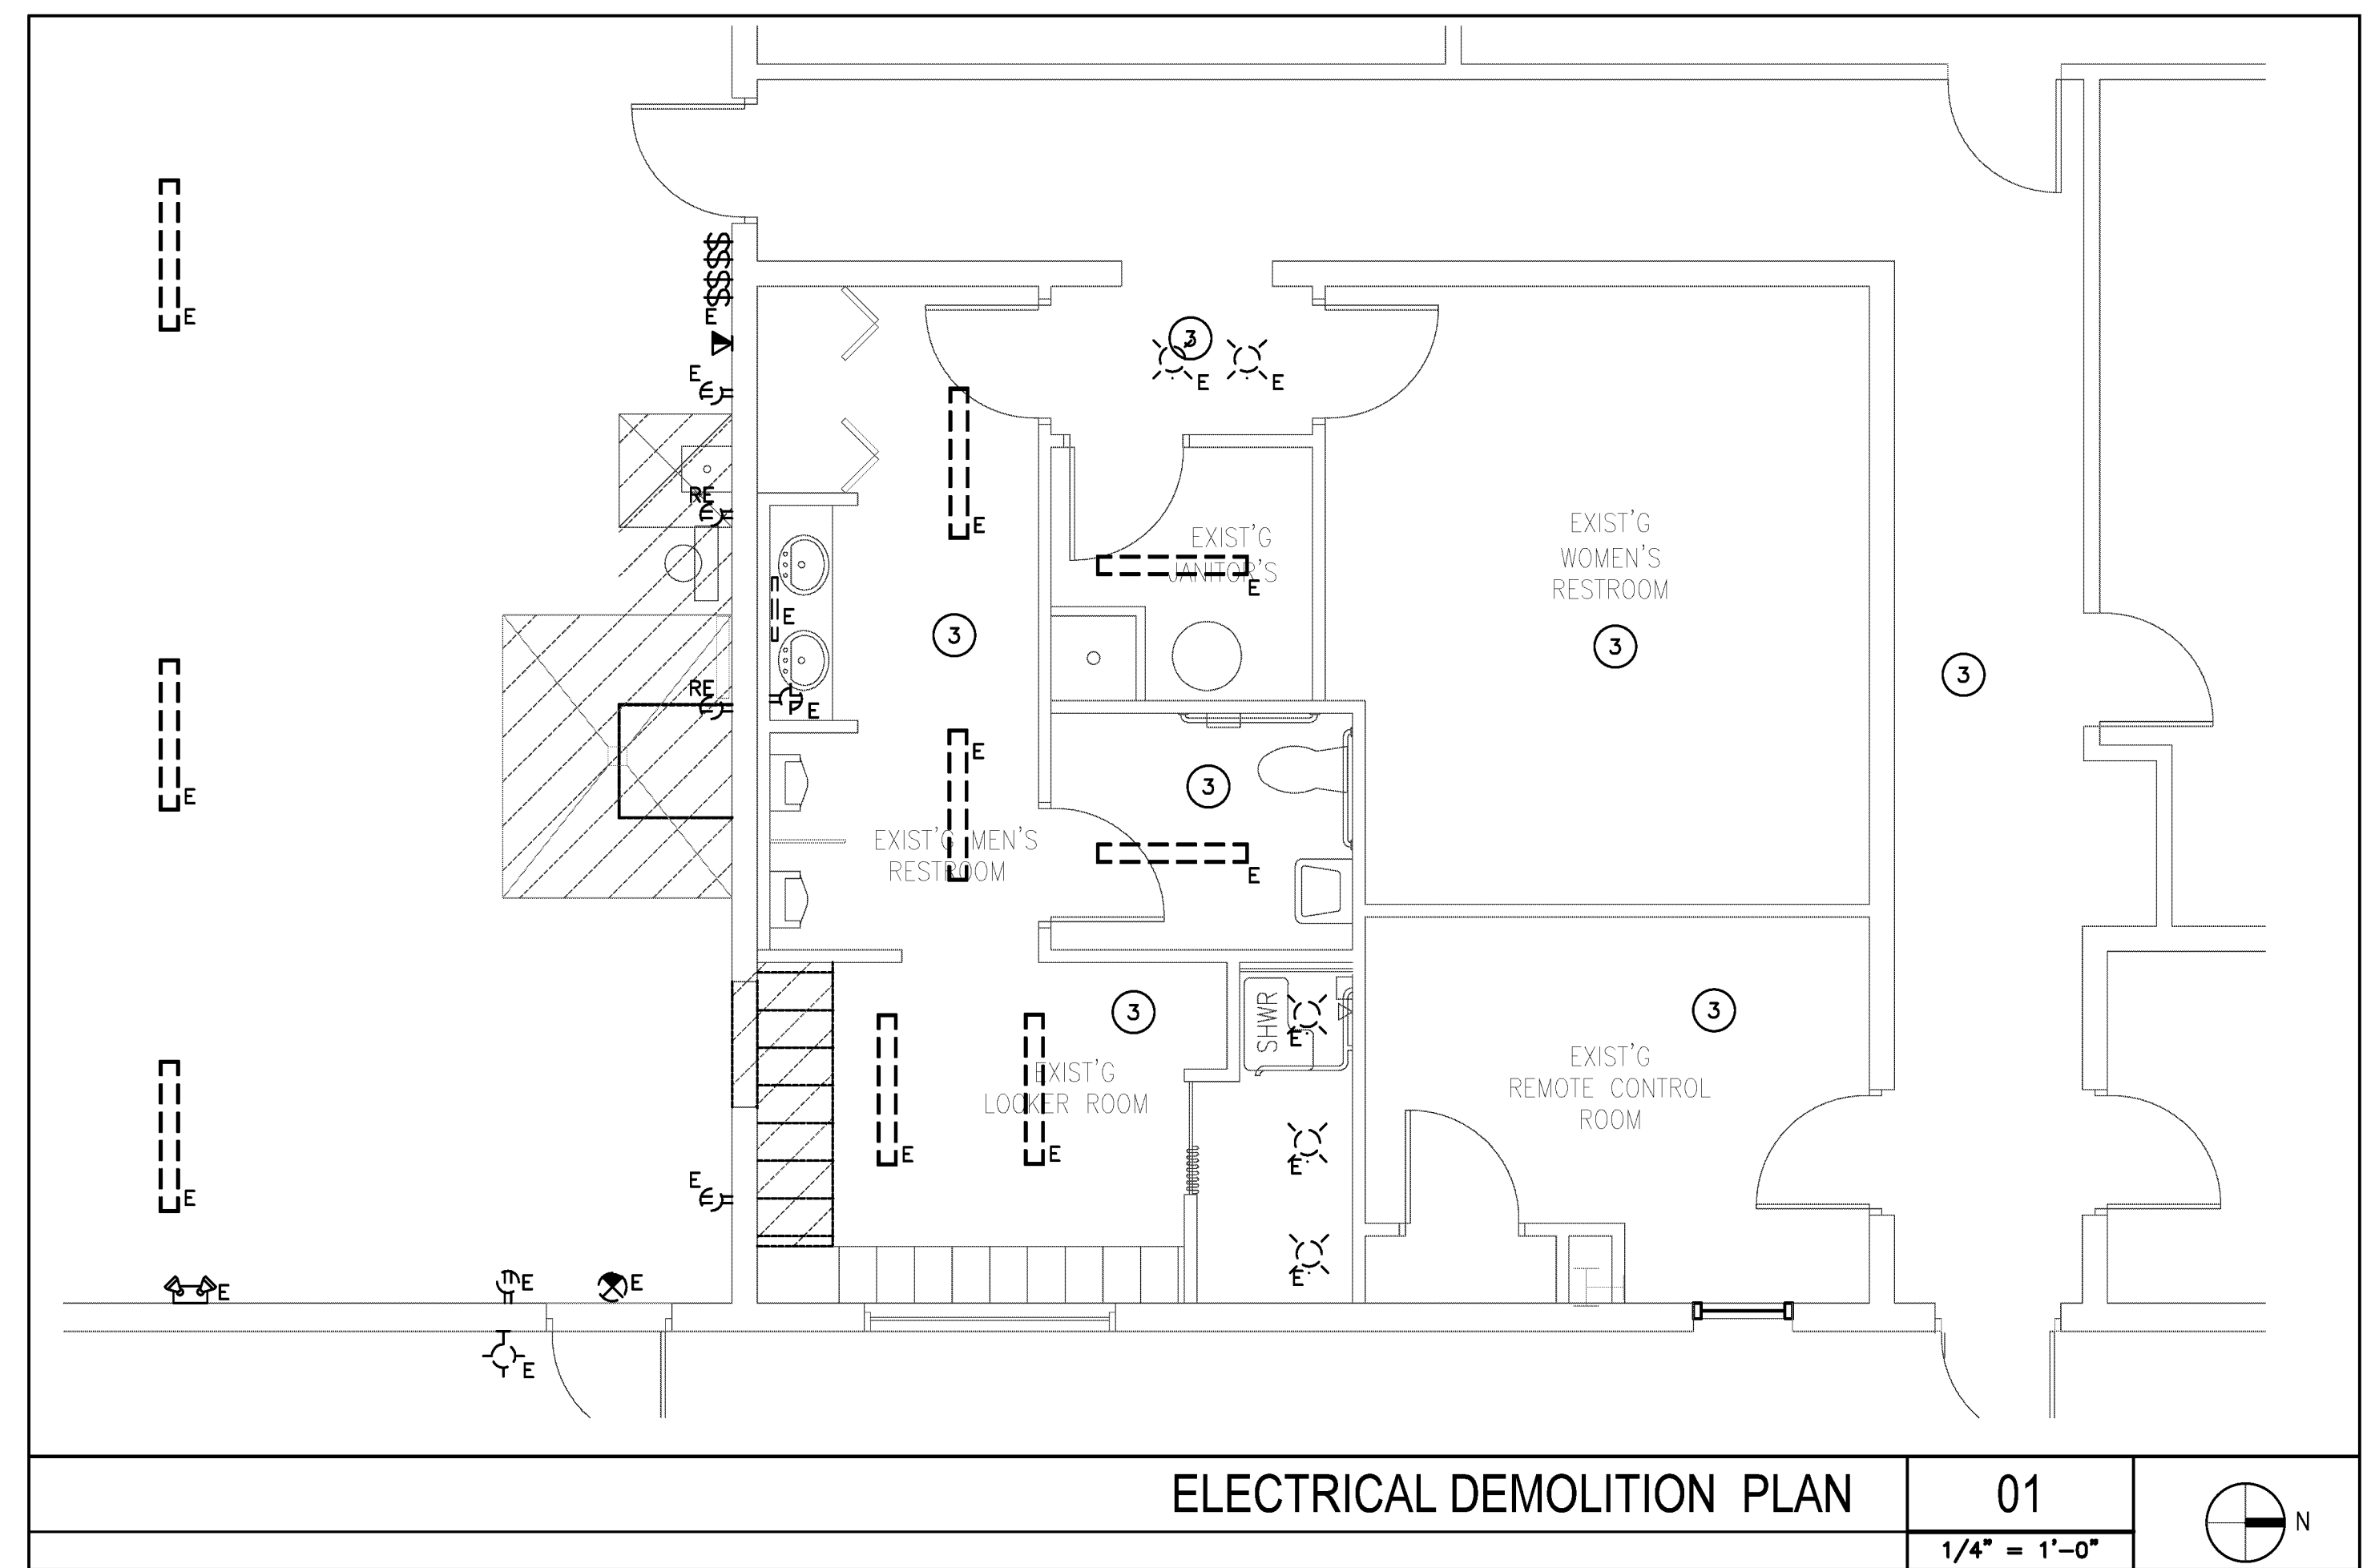 E
E
RE
RE
E
E
E
E
E
E
E
E
E
3
E
E
E
E
E
3
E
E
EXIST'G
JANITOR'S
E
EXIST'G
WOMEN'S
RESTROOM
3
3
3
E
EXIST'G MEN'S
RESTROOM
3
EXIST'G
LOCKER ROOM
E
E
SHWR
E
E
E
3
EXIST'G
REMOTE CONTROL
ROOM
ELECTRICAL DEMOLITION PLAN
01
1/4" = 1'-0"
N